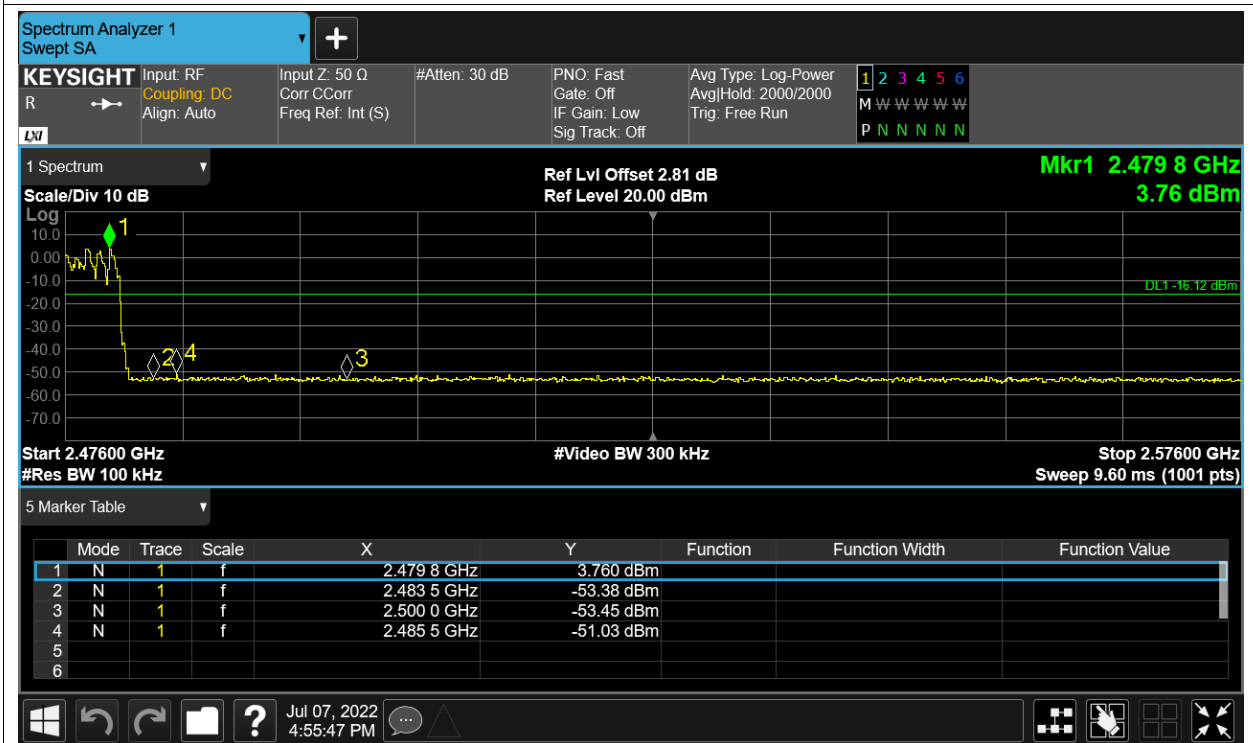 Spectrum Analyzer 1
Swept SA
KEYSIGHT
R
LXI
Input: RF
Coupling: DC
Align: Auto
Input Z: 50 Ω
Corr CCorr
Freq Ref: Int (S)
#Atten: 30 dB
PNO: Fast
Gate: Off
IF Gain: Low
Sig Track: Off
Avg Type: Log-Power
Avg|Hold: 2000/2000
Trig: Free Run
1 2 3 4 5 6
M W W W W W
P N N N N N
1 Spectrum
Scale/Div 10 dB
Ref Lvl Offset 2.81 dB
Ref Level 20.00 dBm
Mkr1 2.479 8 GHz
3.76 dBm
Log
10.0
0.00
-10.0
-20.0
-30.0
-40.0
-50.0
-60.0
-70.0
1
2
4
3
DL1 -16.12 dBm
Start 2.47600 GHz
#Video BW 300 kHz
Stop 2.57600 GHz
#Res BW 100 kHz
Sweep 9.60 ms (1001 pts)
5 Marker Table
Mode Trace Scale X Y Function Function Width Function Value
1 N 1 f 2.479 8 GHz 3.760 dBm
2 N 1 f 2.483 5 GHz -53.38 dBm
3 N 1 f 2.500 0 GHz -53.45 dBm
4 N 1 f 2.485 5 GHz -51.03 dBm
5
6
?
Jul 07, 2022
4:55:47 PM